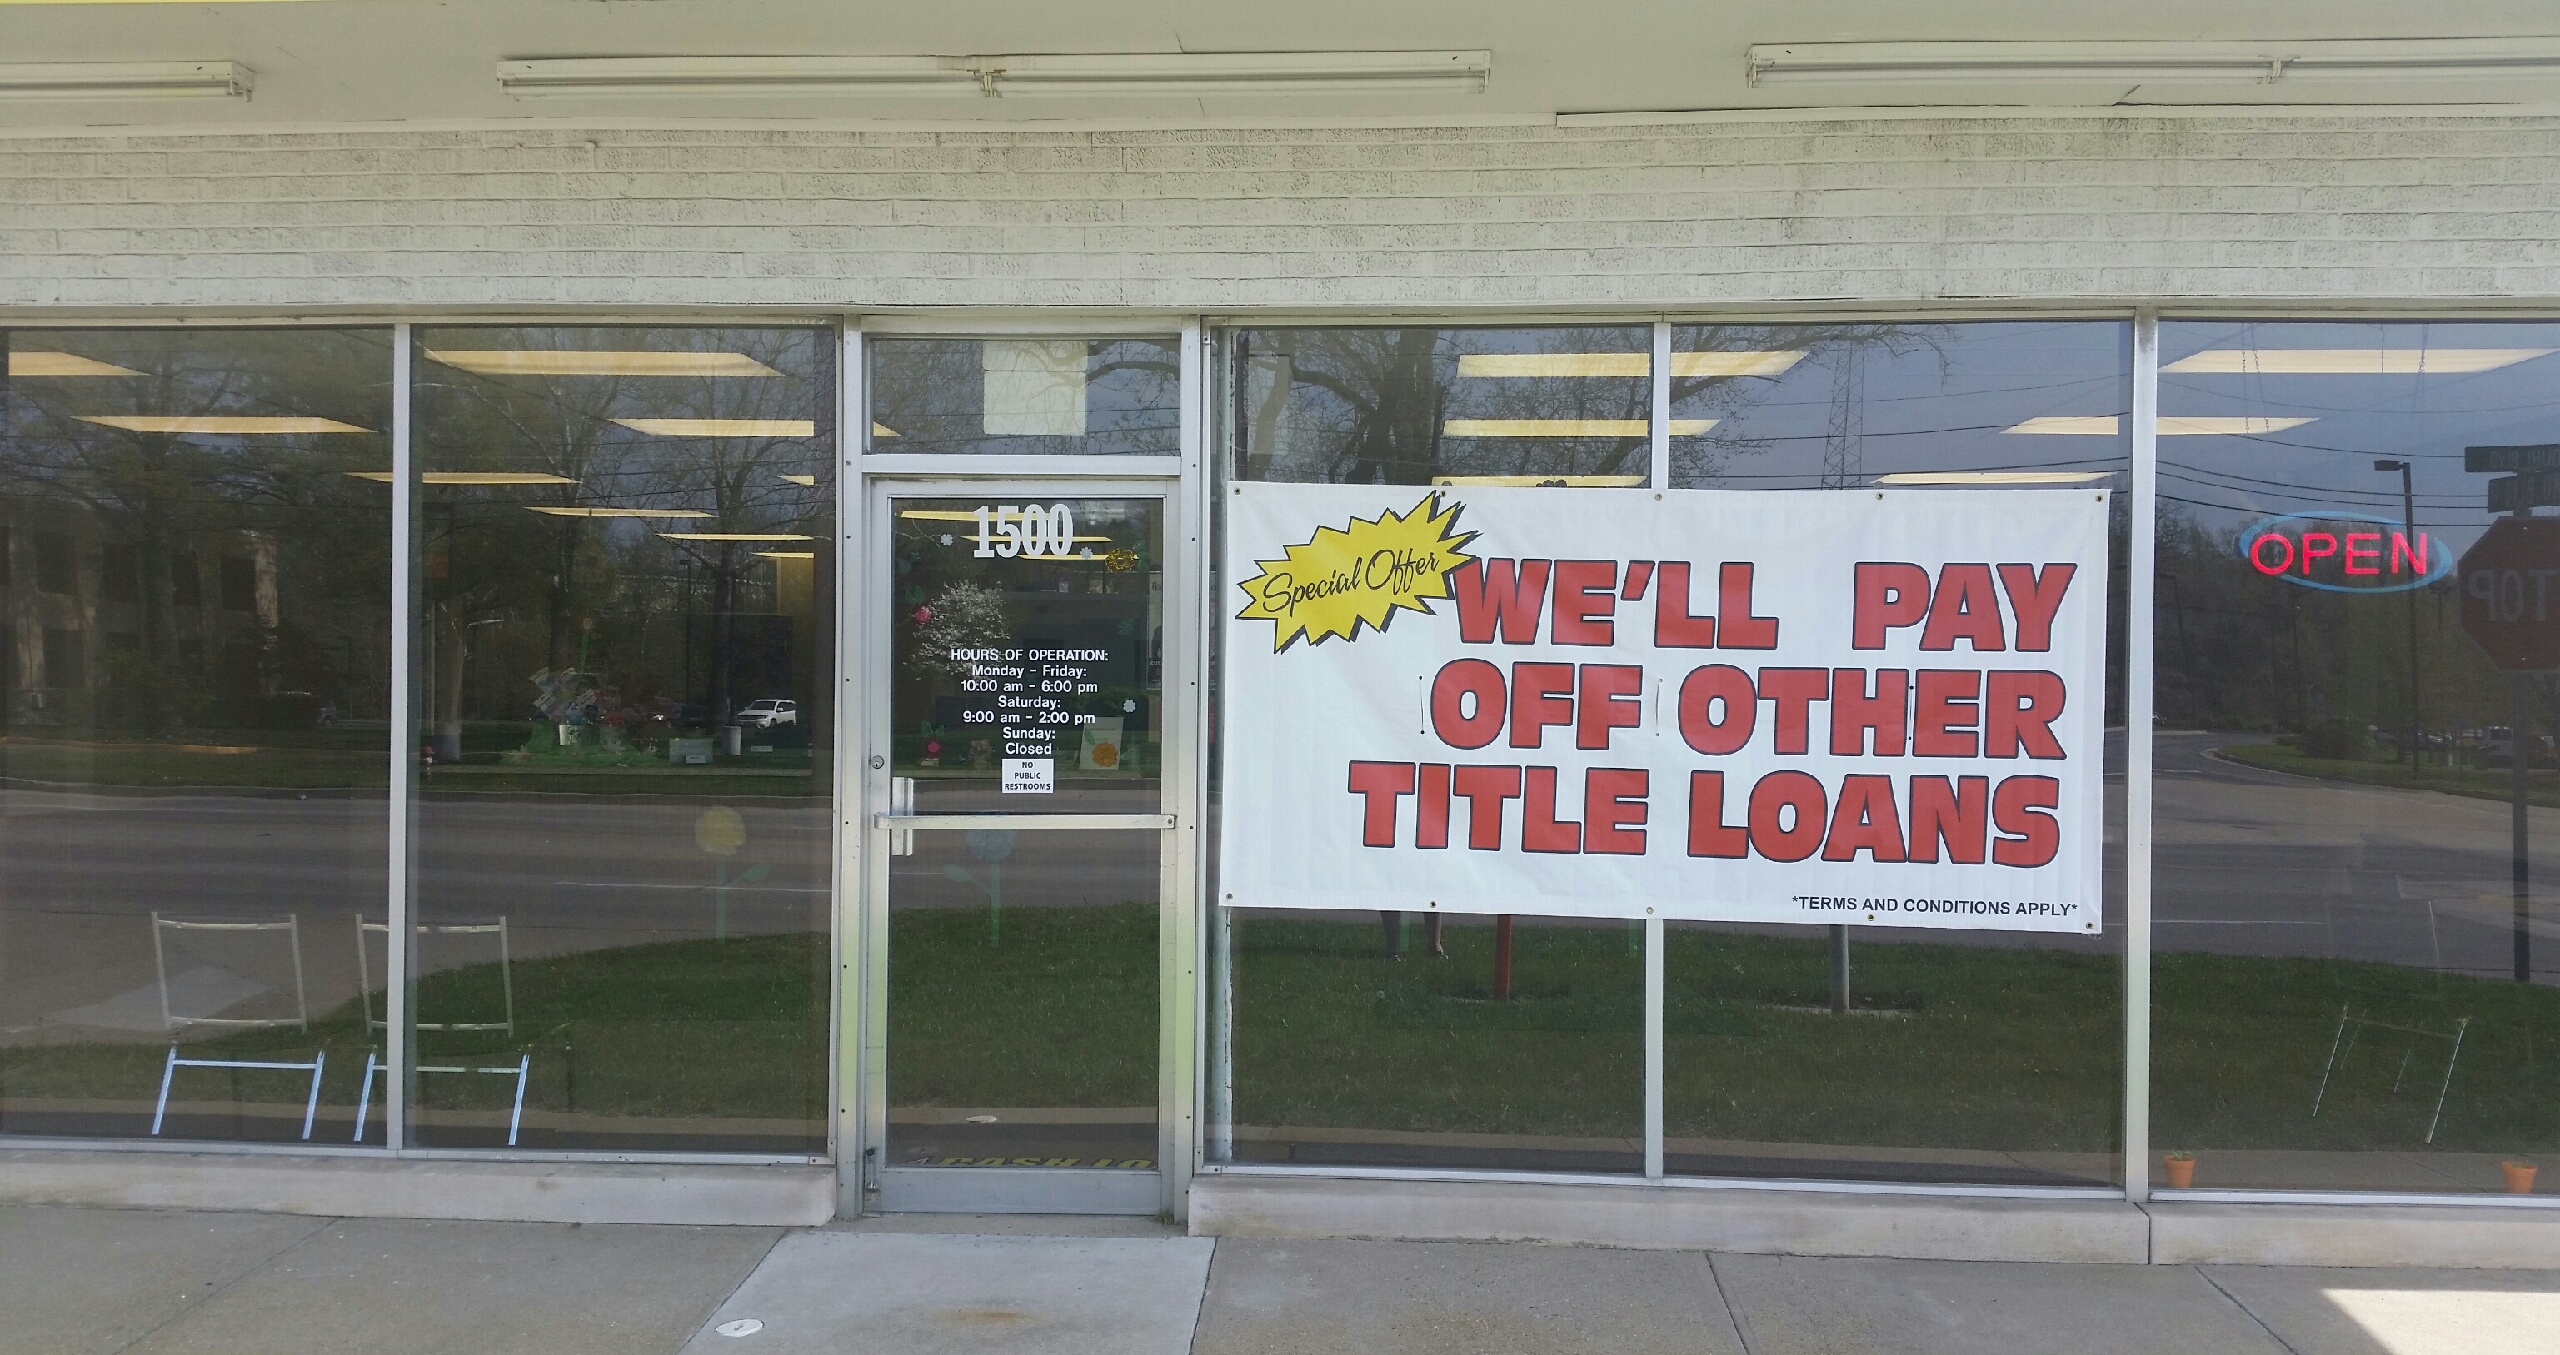 1500
HOURS OF OPERATION:
Monday - Friday:
10:00 am - 6:00 pm
Saturday:
9:00 am - 2:00 pm
Sunday:
Closed
NO
PUBLIC
RESTROOMS
Special Offer
WE'LL PAY
OFF OTHER
TITLE LOANS
*TERMS AND CONDITIONS APPLY*
OPEN